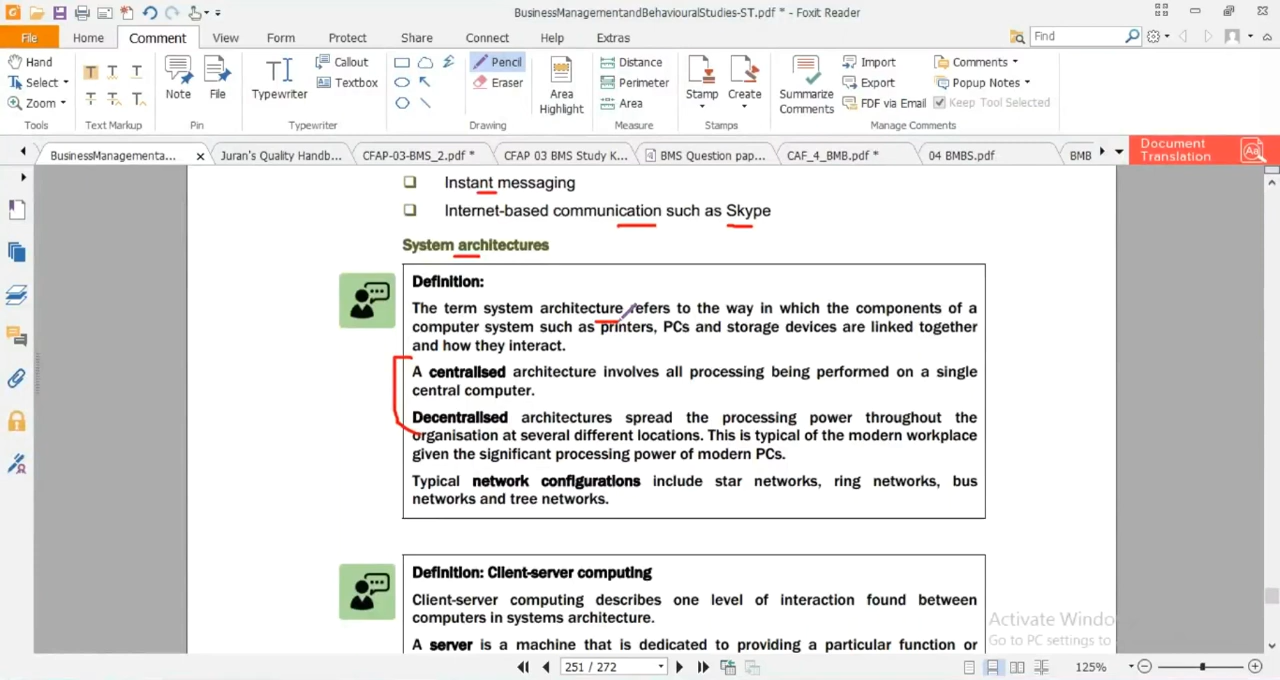 BusinessManagementandBehaviouralStudies-ST.pdf * - Foxit Reader
File Home Comment View Form Protect Share Connect Help Extras Find
Hand
Select
Zoom
Tools
Text Markup
Note
File
Pin
Typewriter
Callout
Textbox
Typewriter
Pencil
Eraser
Drawing
Area
Highlight
Distance
Perimeter
Area
Measure
Stamp
Create
Stamps
Summarize
Comments
Import
Export
FDF via Email
Comments
Popup Notes
Keep Tool Selected
Manage Comments
BusinessManagementa... x Juran's Quality Handb... CFAP-03-BMS_2.pdf * CFAP 03 BMS Study K... BMS Question pap... CAF_4_BMB.pdf * 04 BMBS.pdf BMB
Document
Translation
Instant messaging
Internet-based communication such as Skype
System architectures
Definition:
The term system architecture refers to the way in which the components of a
computer system such as printers, PCs and storage devices are linked together
and how they interact.
A centralised architecture involves all processing being performed on a single
central computer.
Decentralised architectures spread the processing power throughout the
organisation at several different locations. This is typical of the modern workplace
given the significant processing power of modern PCs.
Typical network configurations include star networks, ring networks, bus
networks and tree networks.
Definition: Client-server computing
Client-server computing describes one level of interaction found between
computers in systems architecture.
A server is a machine that is dedicated to providing a particular function or
Activate Windo
Go to PC settings to
251 / 272
125%